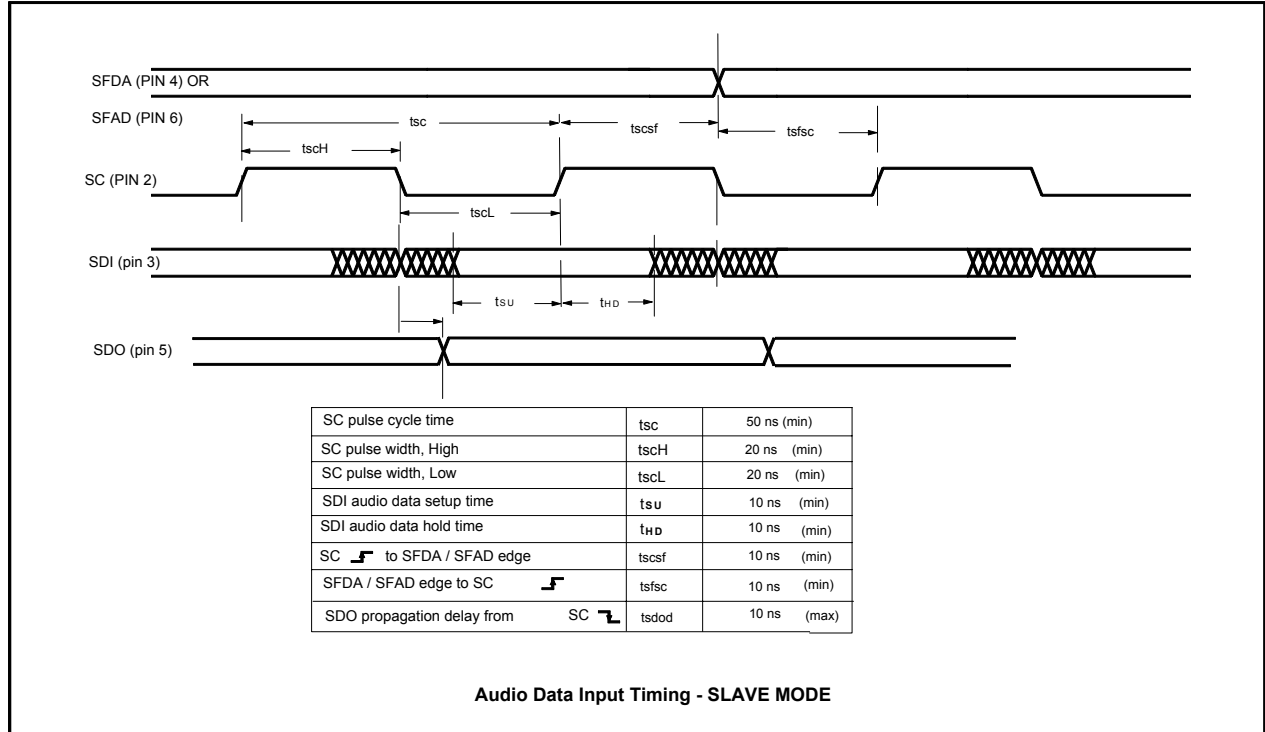 SFDA (PIN 4) OR
SFAD (PIN 6)
tsc
tscsf
tsfsc
tscH
SC (PIN 2)
tscL
SDI (pin 3)
tsu
tHD
SDO (pin 5)
SC pulse cycle time tsc 50 ns (min)
SC pulse width, High tscH 20 ns (min)
SC pulse width, Low tscL 20 ns (min)
SDI audio data setup time tsu 10 ns (min)
SDI audio data hold time tHD 10 ns (min)
SC to SFDA / SFAD edge tscsf 10 ns (min)
SFDA / SFAD edge to SC tsfsc 10 ns (min)
SDO propagation delay from SC tsdod 10 ns (max)
Audio Data Input Timing - SLAVE MODE